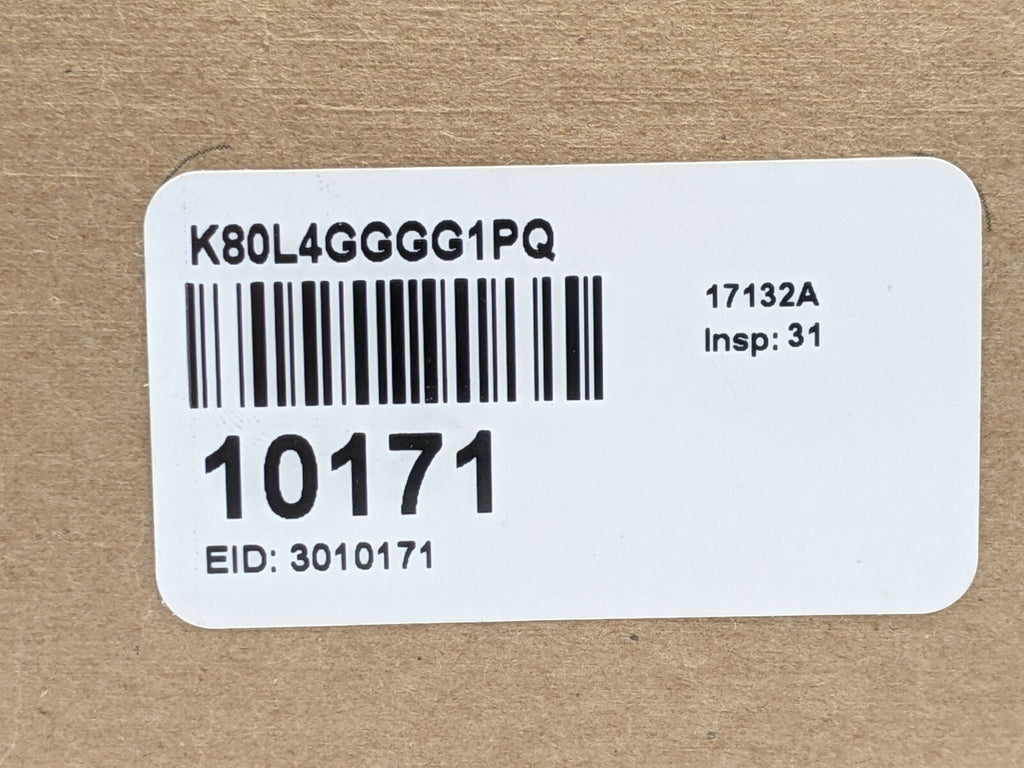 K80L4GGGG1PQ
17132A
Insp: 31
10171
EID: 3010171